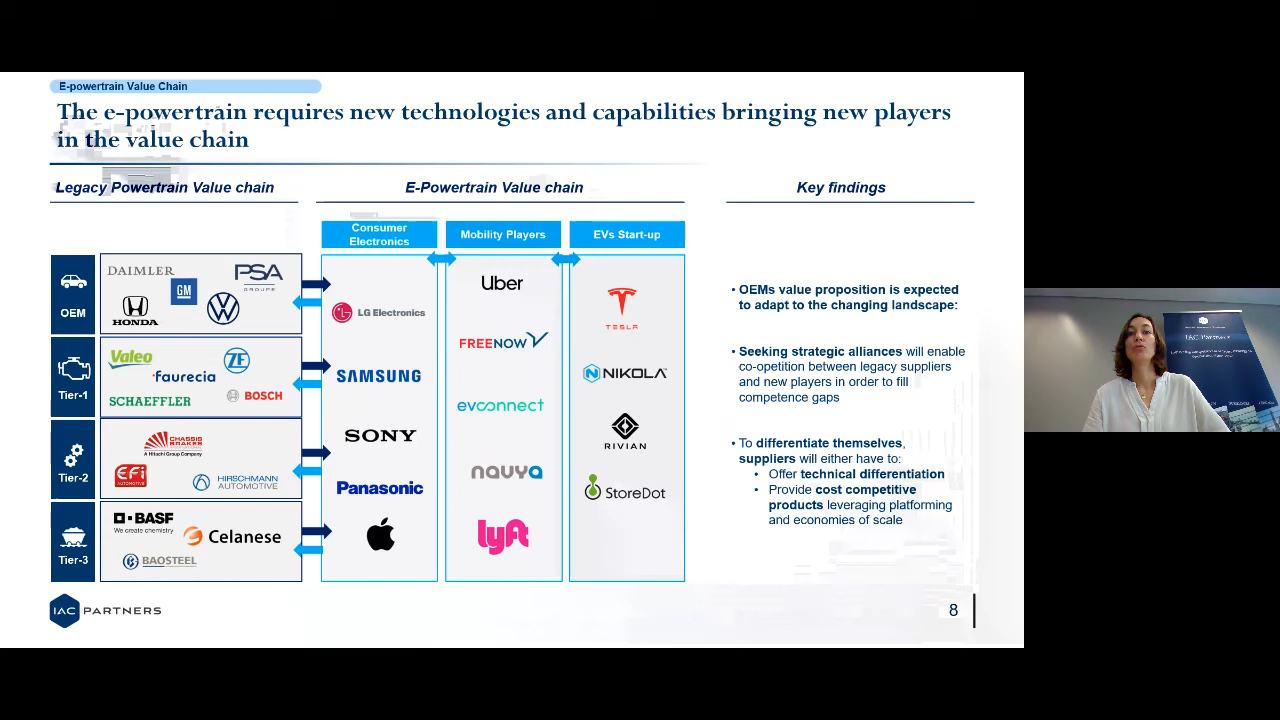 E-powertrain Value Chain
The e-powertrain requires new technologies and capabilities bringing new players
in the value chain
Legacy Powertrain Value chain
E-Powertrain Value chain
Key findings
Consumer
Electronics
Mobility Players
EVs Start-up
OEM
DAIMLER
PSA
GROUPE
GM
HONDA
Tier-1
Valeo
ZF
faurecia
SCHAEFFLER
BOSCH
Tier-2
CHASSIS
BRAKES
A Hitachi Group Company
EFI
AUTOMOTIVE
HIRSCHMANN
AUTOMOTIVE
Tier-3
BASF
We create chemistry
Celanese
BAOSTEEL
LG Electronics
SAMSUNG
SONY
Panasonic
Uber
FREENOW
evconnect
navya
lyft
TESLA
NIKOLA
RIVIAN
StoreDot
• OEMs value proposition is expected
to adapt to the changing landscape:
• Seeking strategic alliances will enable
co-opetition between legacy suppliers
and new players in order to fill
competence gaps
• To differentiate themselves,
suppliers will either have to:
• Offer technical differentiation
• Provide cost competitive
products leveraging platforming
and economies of scale
IAC PARTNERS
8
IAC Partners